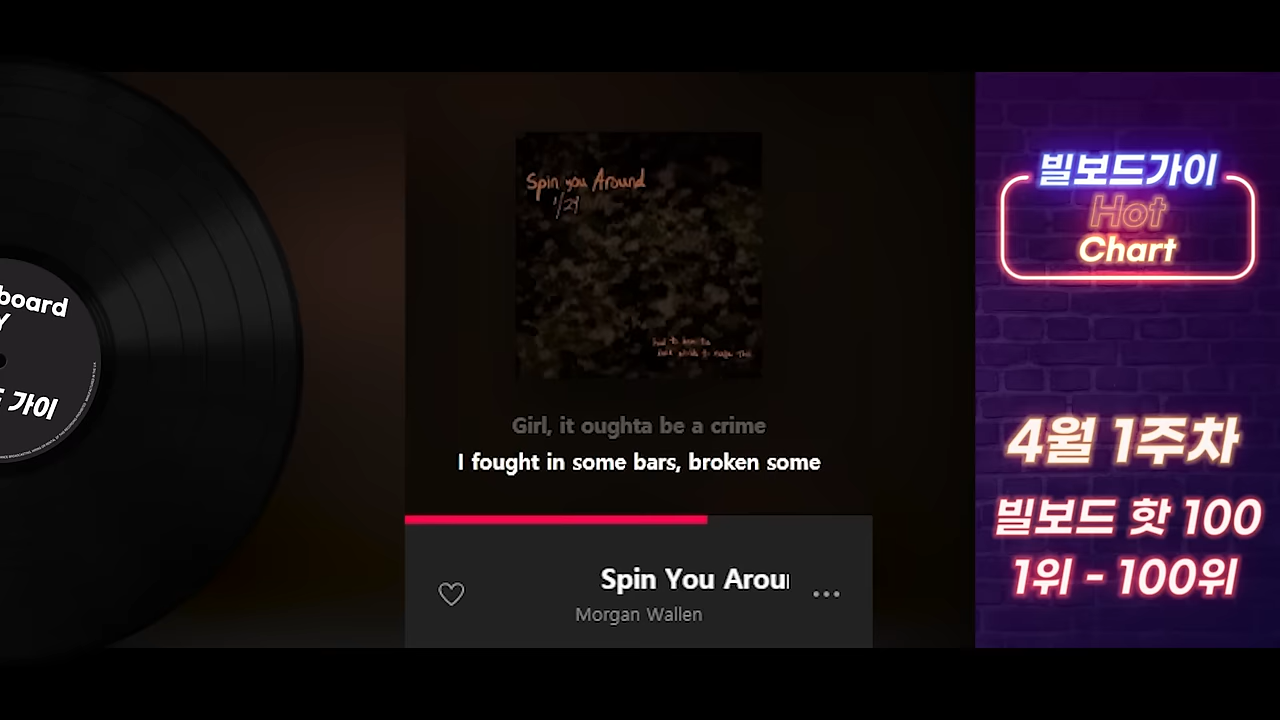 board
Y
드 가이
Spin you Around
1/24
Girl, it oughta be a crime
I fought in some bars, broken some
Spin You Arou
Morgan Wallen
빌보드가이
Hot
Chart
4월 1주차
빌보드 핫 100
1위 - 100위